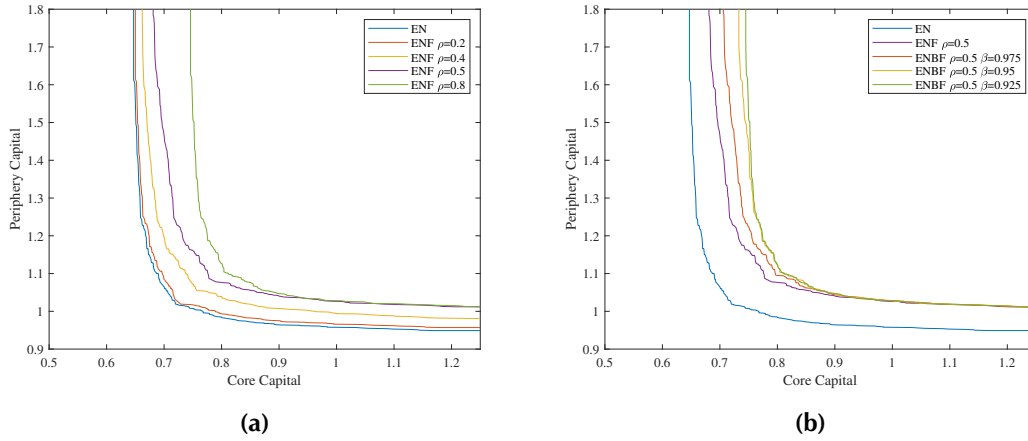 1.8
1.7
1.6
1.5
1.4
1.3
1.2
1.1
1
0.9
Periphery Capital
0.5 0.6 0.7 0.8 0.9 1 1.1 1.2
Core Capital
EN
ENF ρ=0.2
ENF ρ=0.4
ENF ρ=0.5
ENF ρ=0.8
(a)
1.8
1.7
1.6
1.5
1.4
1.3
1.2
1.1
1
0.9
Periphery Capital
0.5 0.6 0.7 0.8 0.9 1 1.1 1.2
Core Capital
EN
ENF ρ=0.5
ENBF ρ=0.5 β=0.975
ENBF ρ=0.5 β=0.95
ENBF ρ=0.5 β=0.925
(b)